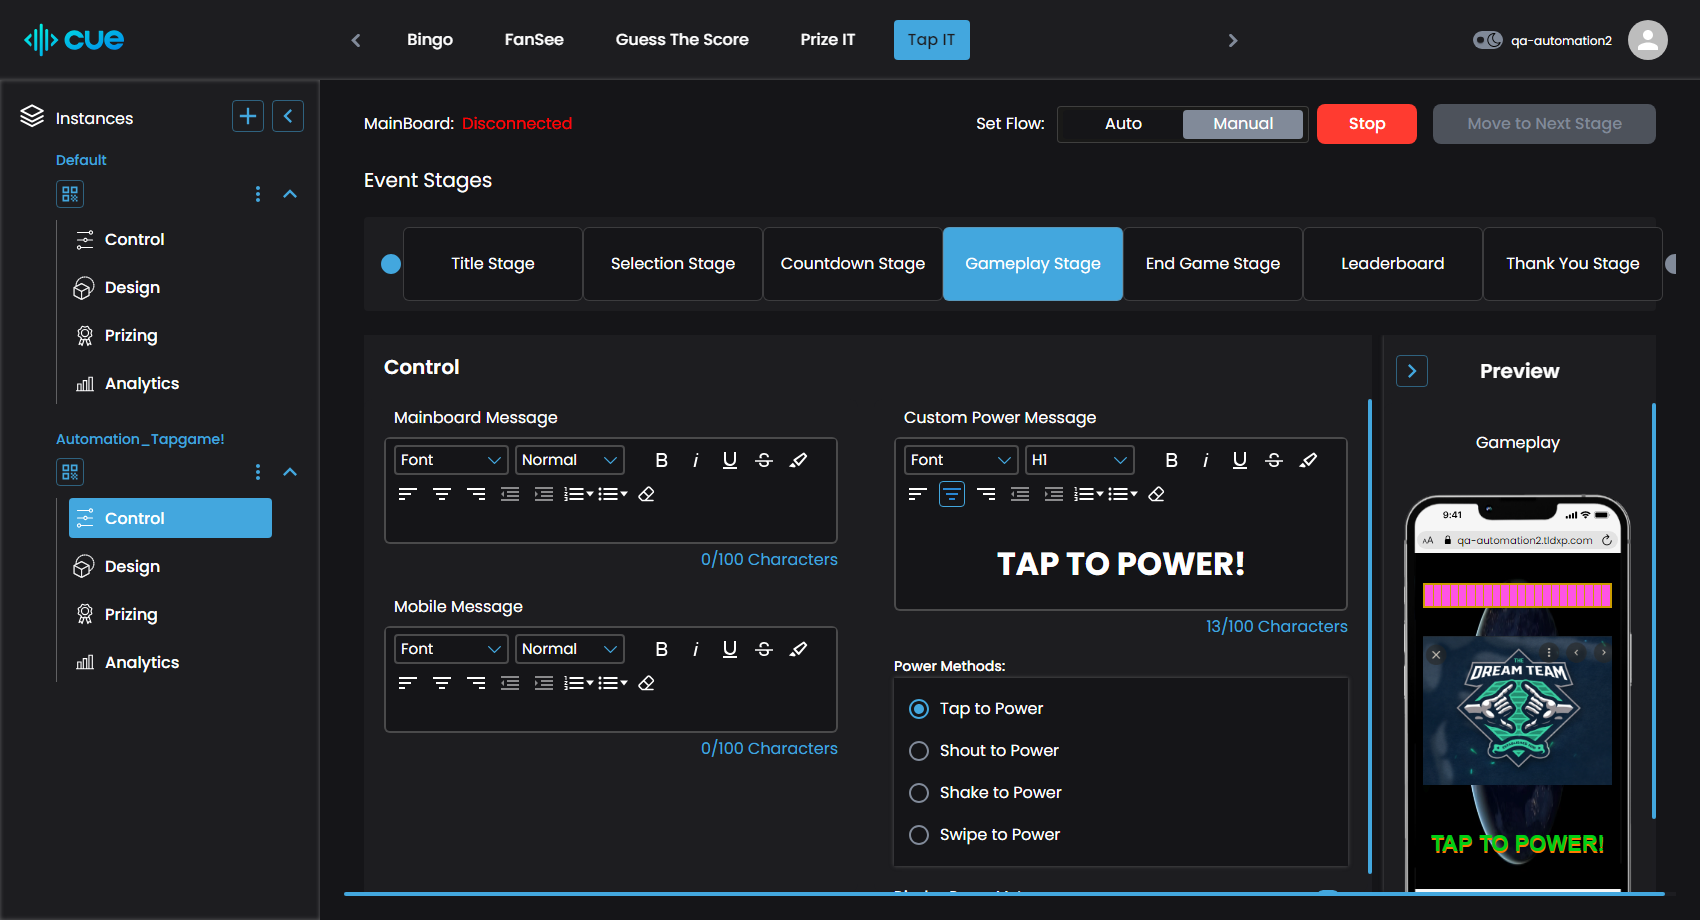 cue
Bingo
FanSee
Guess The Score
Prize IT
Tap IT
qa-automation2
Instances
Default
Control
Design
Prizing
Analytics
Automation_Tapgame!
Control
Design
Prizing
Analytics
MainBoard: Disconnected
Set Flow:
Auto
Manual
Stop
Move to Next Stage
Event Stages
Title Stage
Selection Stage
Countdown Stage
Gameplay Stage
End Game Stage
Leaderboard
Thank You Stage
Control
Mainboard Message
Font
Normal
B
i
U
S
0/100 Characters
Mobile Message
Font
Normal
B
i
U
S
0/100 Characters
Custom Power Message
Font
H1
B
i
U
S
TAP TO POWER!
13/100 Characters
Power Methods:
Tap to Power
Shout to Power
Shake to Power
Swipe to Power
Preview
Gameplay
9:41
AA
qa-automation2.tldxp.com
THE
DREAM TEAM
TAP TO POWER!